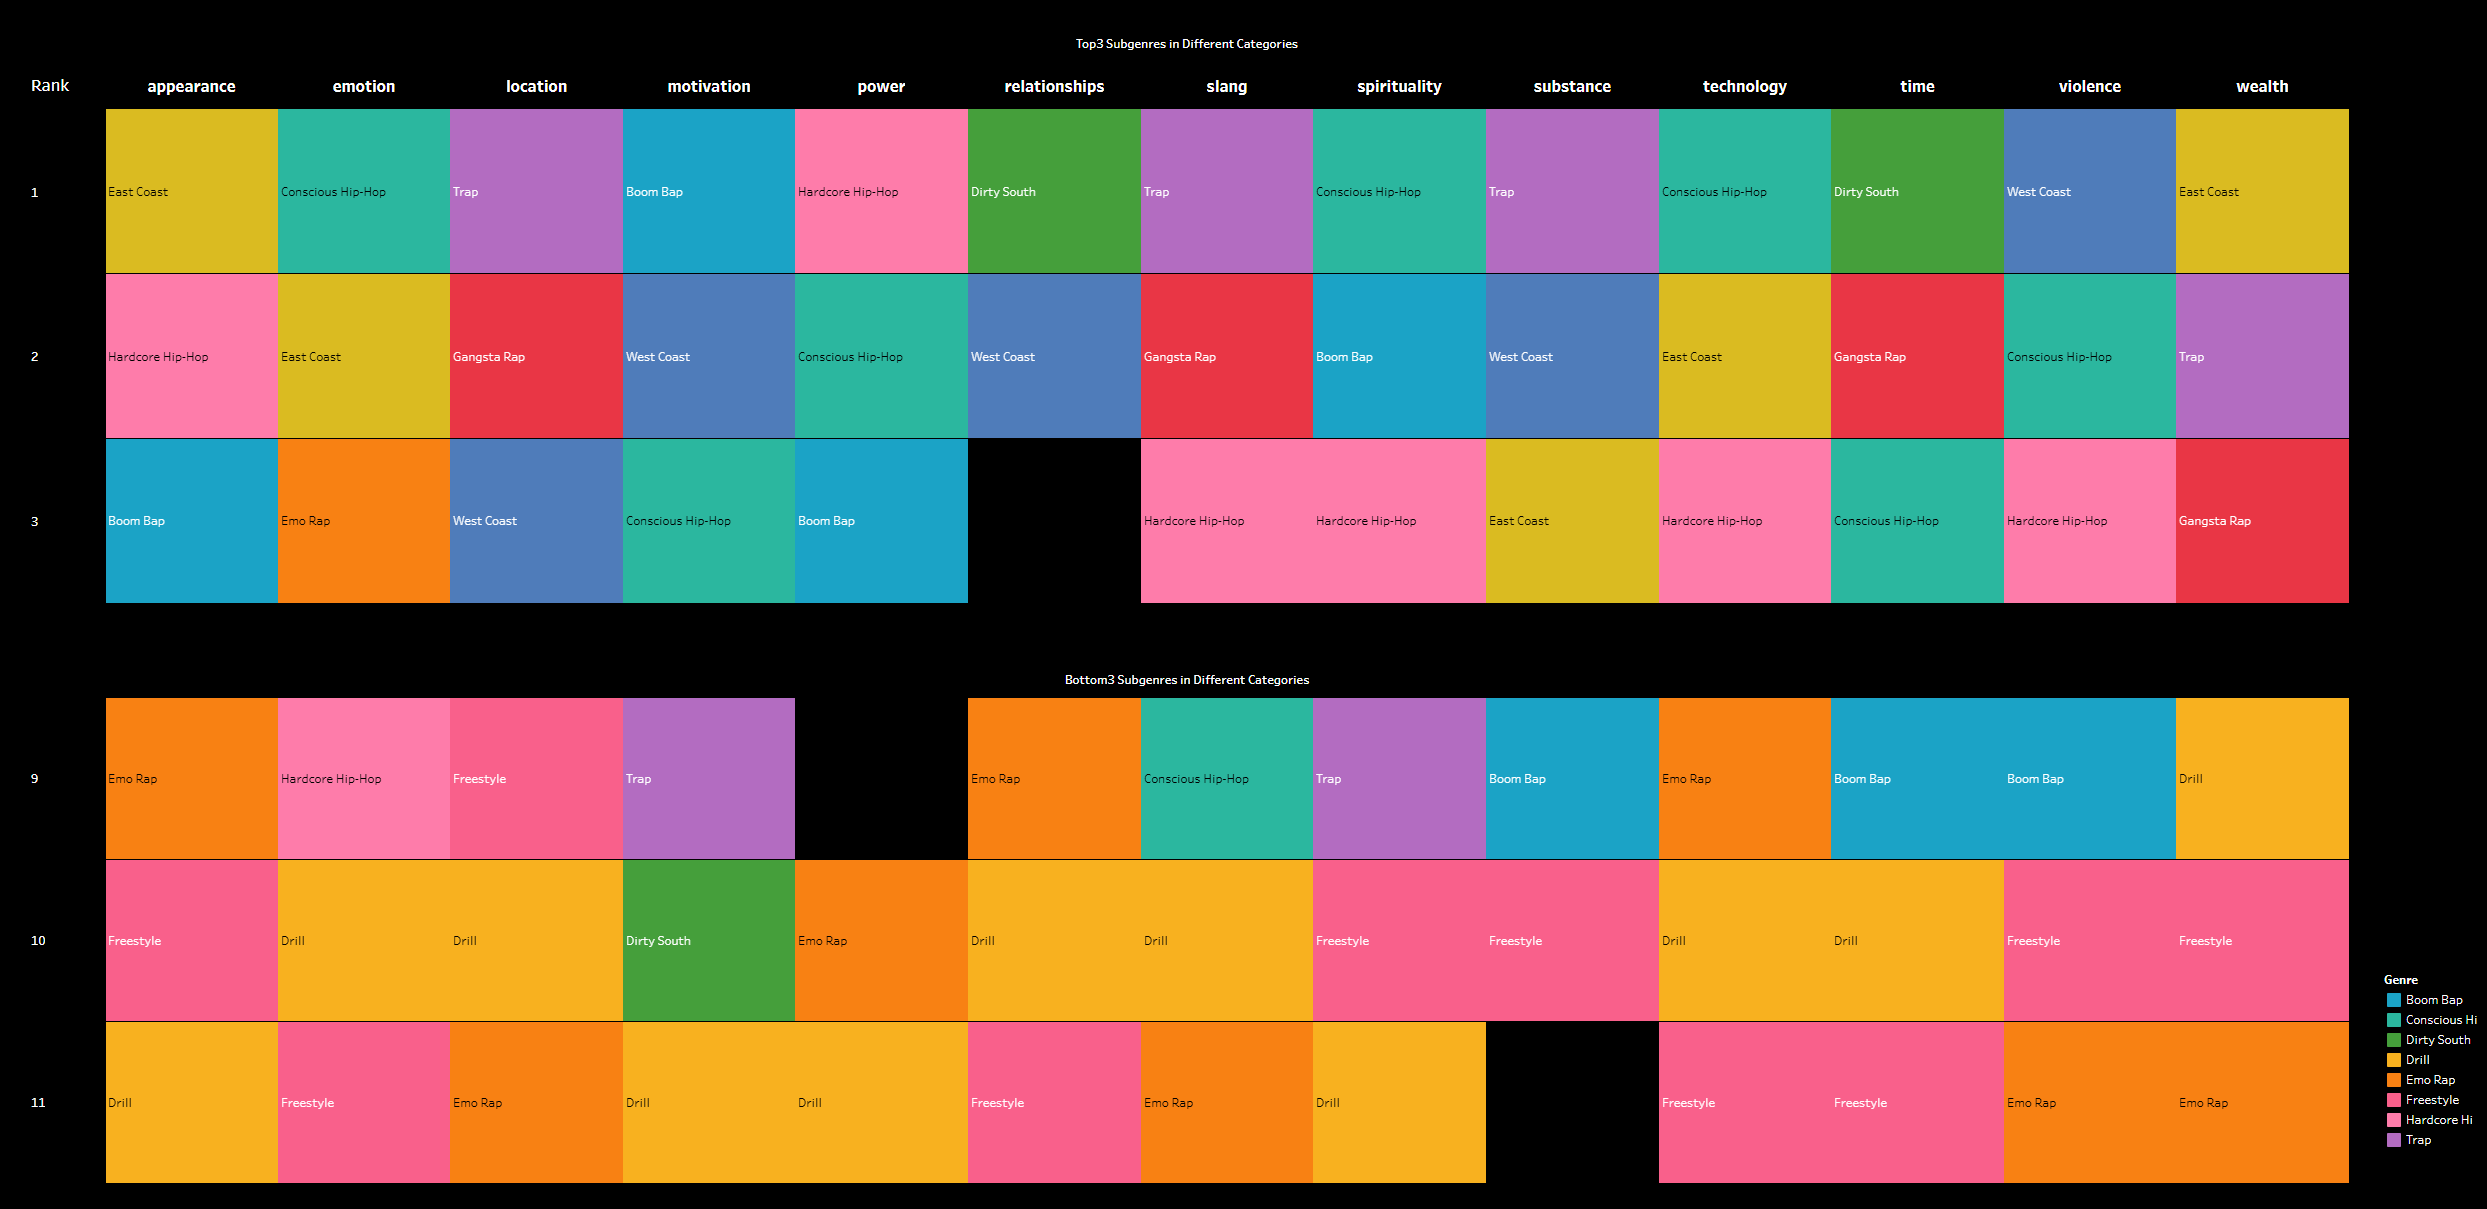 Top3 Subgenres in Different Categories
Rank appearance emotion location motivation power relationships slang spirituality substance technology time violence wealth
1 East Coast Conscious Hip-Hop Trap Boom Bap Hardcore Hip-Hop Dirty South Trap Conscious Hip-Hop Trap Conscious Hip-Hop Dirty South West Coast East Coast
2 Hardcore Hip-Hop East Coast Gangsta Rap West Coast Conscious Hip-Hop West Coast Gangsta Rap Boom Bap West Coast East Coast Gangsta Rap Conscious Hip-Hop Trap
3 Boom Bap Emo Rap West Coast Conscious Hip-Hop Boom Bap Hardcore Hip-Hop Hardcore Hip-Hop East Coast Hardcore Hip-Hop Conscious Hip-Hop Hardcore Hip-Hop Gangsta Rap
Bottom3 Subgenres in Different Categories
9 Emo Rap Hardcore Hip-Hop Freestyle Trap Emo Rap Conscious Hip-Hop Trap Boom Bap Emo Rap Boom Bap Boom Bap Drill
10 Freestyle Drill Drill Dirty South Emo Rap Drill Drill Freestyle Freestyle Drill Drill Freestyle Freestyle
11 Drill Freestyle Emo Rap Drill Drill Freestyle Emo Rap Drill Freestyle Freestyle Emo Rap Emo Rap
Genre
Boom Bap
Conscious Hi
Dirty South
Drill
Emo Rap
Freestyle
Hardcore Hi
Trap